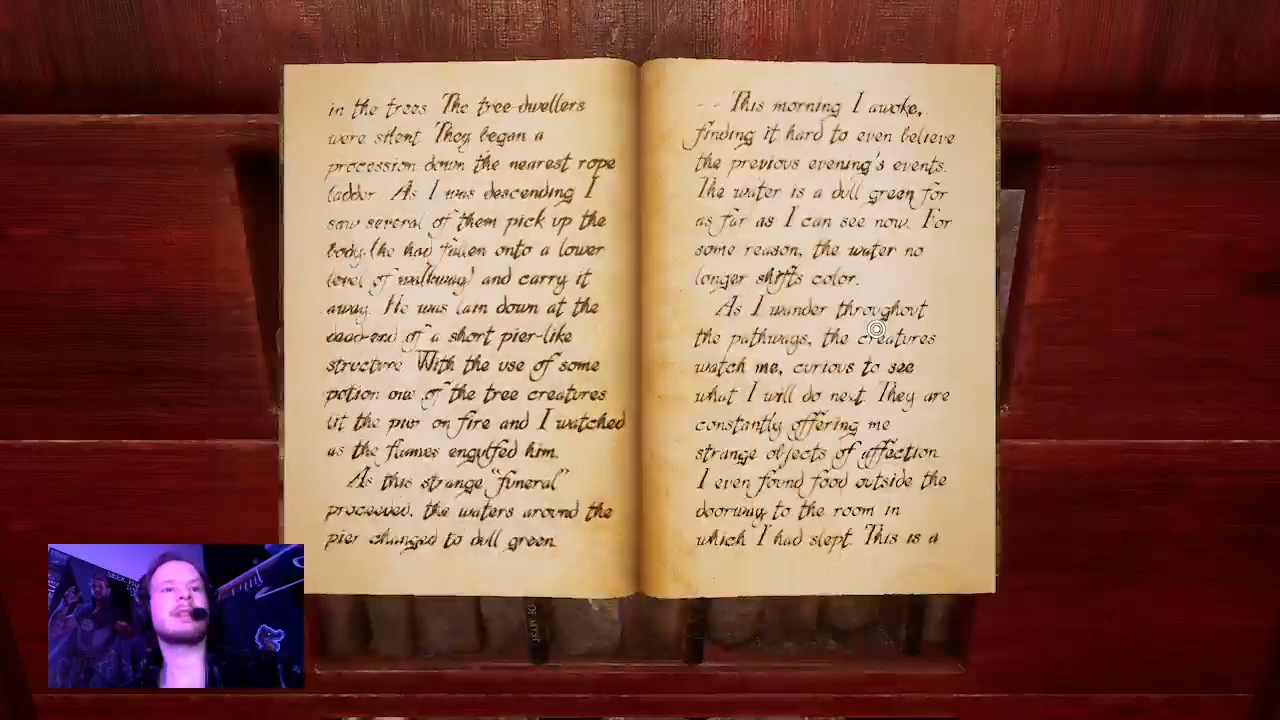 in the trees. The tree-dwellers
were silent. They began a
procession down the nearest rope
ladder. As I was descending I
saw several of them pick up the
body (he had fallen onto a lower
level of walkway) and carry it
away. He was lain down at the
dead-end of a short pier-like
structure. With the use of some
potion one of the tree creatures
lit the pier on fire and I watched
as the flames engulfed him.
As this strange "funeral"
proceeded, the waters around the
pier changed to dull green.
-- This morning I awoke,
finding it hard to even believe
the previous evening's events.
The water is a dull green for
as far as I can see now. For
some reason, the water no
longer shifts color.
As I wander throughout
the pathways, the creatures
watch me, curious to see
what I will do next. They are
constantly offering me
strange objects of affection.
I even found food outside the
doorway to the room in
which I had slept. This is a
OF MYST